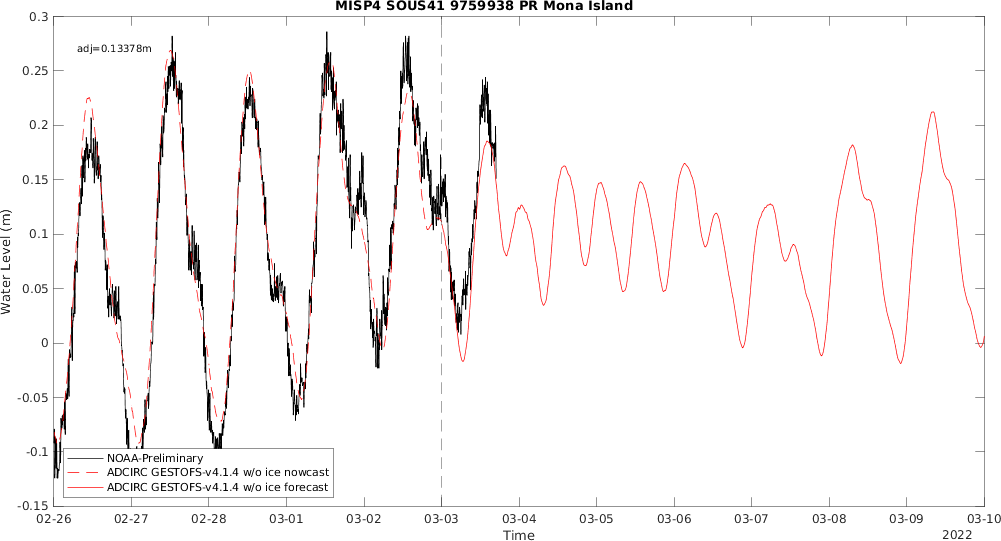 MISP4 SOUS41 9759938 PR Mona Island
adj=0.13378m
Water Level (m)
0.3
0.25
0.2
0.15
0.1
0.05
0
-0.05
-0.1
-0.15
NOAA-Preliminary
ADCIRC GESTOFS-v4.1.4 w/o ice nowcast
ADCIRC GESTOFS-v4.1.4 w/o ice forecast
02-26 02-27 02-28 03-01 03-02 03-03 03-04 03-05 03-06 03-07 03-08 03-09 03-10
Time
2022